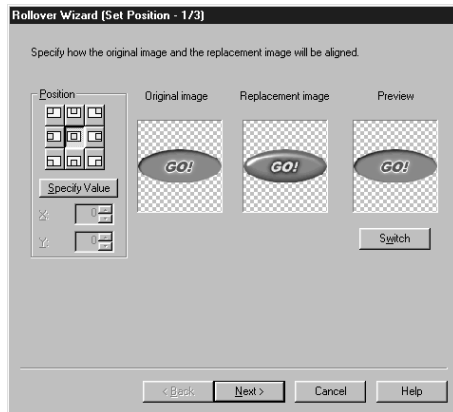 Rollover Wizard (Set Position - 1/3)
Specify how the original image and the replacement image will be aligned.
Position
Original image
Replacement image
Preview
GO!
GO!
GO!
Specify Value
X:
0
Y:
0
Switch
< Back
Next >
Cancel
Help